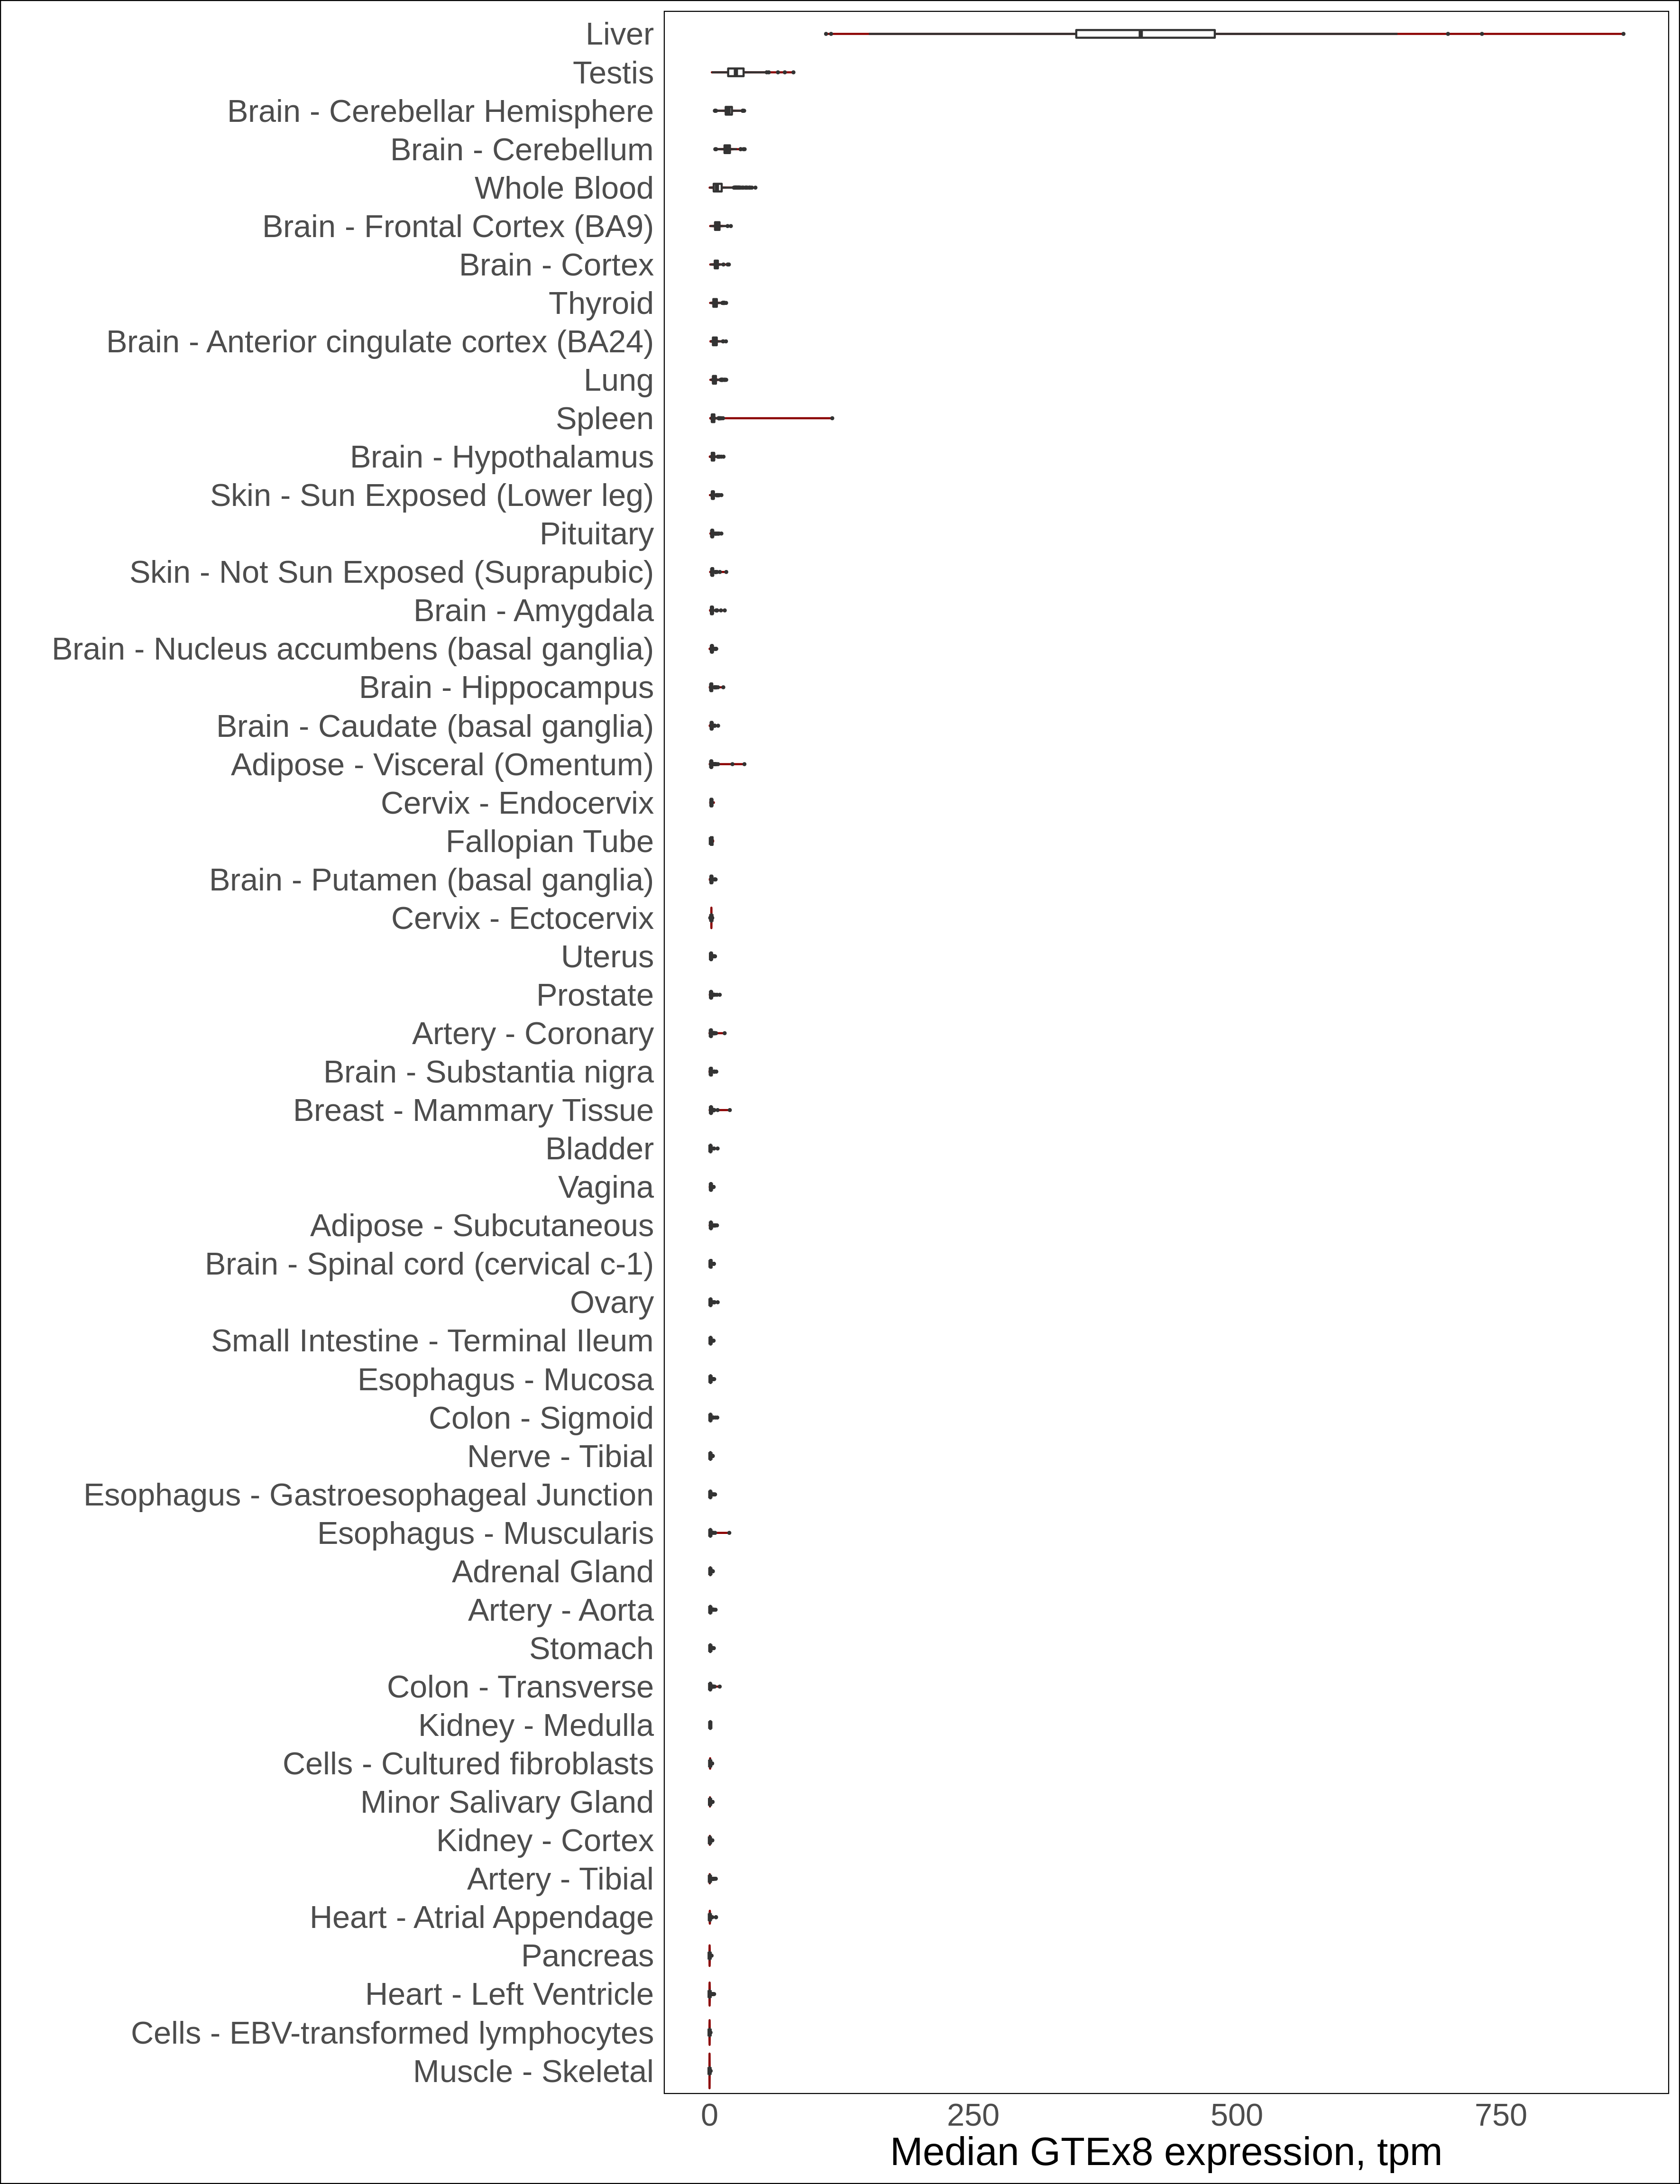 Liver
Testis
Brain - Cerebellar Hemisphere
Brain - Cerebellum
Whole Blood
Brain - Frontal Cortex (BA9)
Brain - Cortex
Thyroid
Brain - Anterior cingulate cortex (BA24)
Lung
Spleen
Brain - Hypothalamus
Skin - Sun Exposed (Lower leg)
Pituitary
Skin - Not Sun Exposed (Suprapubic)
Brain - Amygdala
Brain - Nucleus accumbens (basal ganglia)
Brain - Hippocampus
Brain - Caudate (basal ganglia)
Adipose - Visceral (Omentum)
Cervix - Endocervix
Fallopian Tube
Brain - Putamen (basal ganglia)
Cervix - Ectocervix
Uterus
Prostate
Artery - Coronary
Brain - Substantia nigra
Breast - Mammary Tissue
Bladder
Vagina
Adipose - Subcutaneous
Brain - Spinal cord (cervical c-1)
Ovary
Small Intestine - Terminal Ileum
Esophagus - Mucosa
Colon - Sigmoid
Nerve - Tibial
Esophagus - Gastroesophageal Junction
Esophagus - Muscularis
Adrenal Gland
Artery - Aorta
Stomach
Colon - Transverse
Kidney - Medulla
Cells - Cultured fibroblasts
Minor Salivary Gland
Kidney - Cortex
Artery - Tibial
Heart - Atrial Appendage
Pancreas
Heart - Left Ventricle
Cells - EBV-transformed lymphocytes
Muscle - Skeletal
0 250 500 750
Median GTEx8 expression, tpm